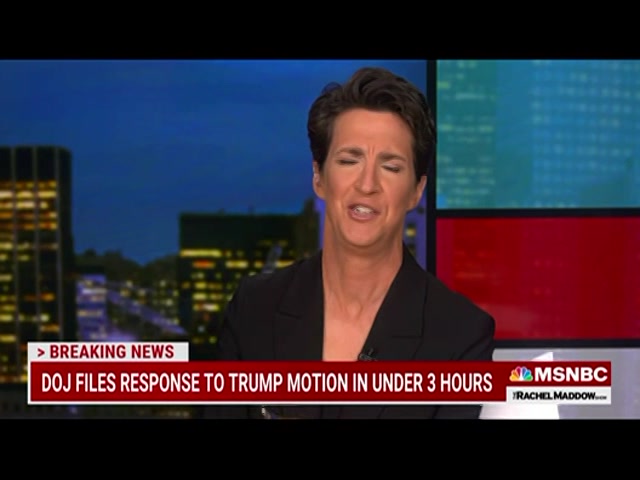 > BREAKING NEWS
DOJ FILES RESPONSE TO TRUMP MOTION IN UNDER 3 HOURS
MSNBC
THE RACHEL MADDOW SHOW